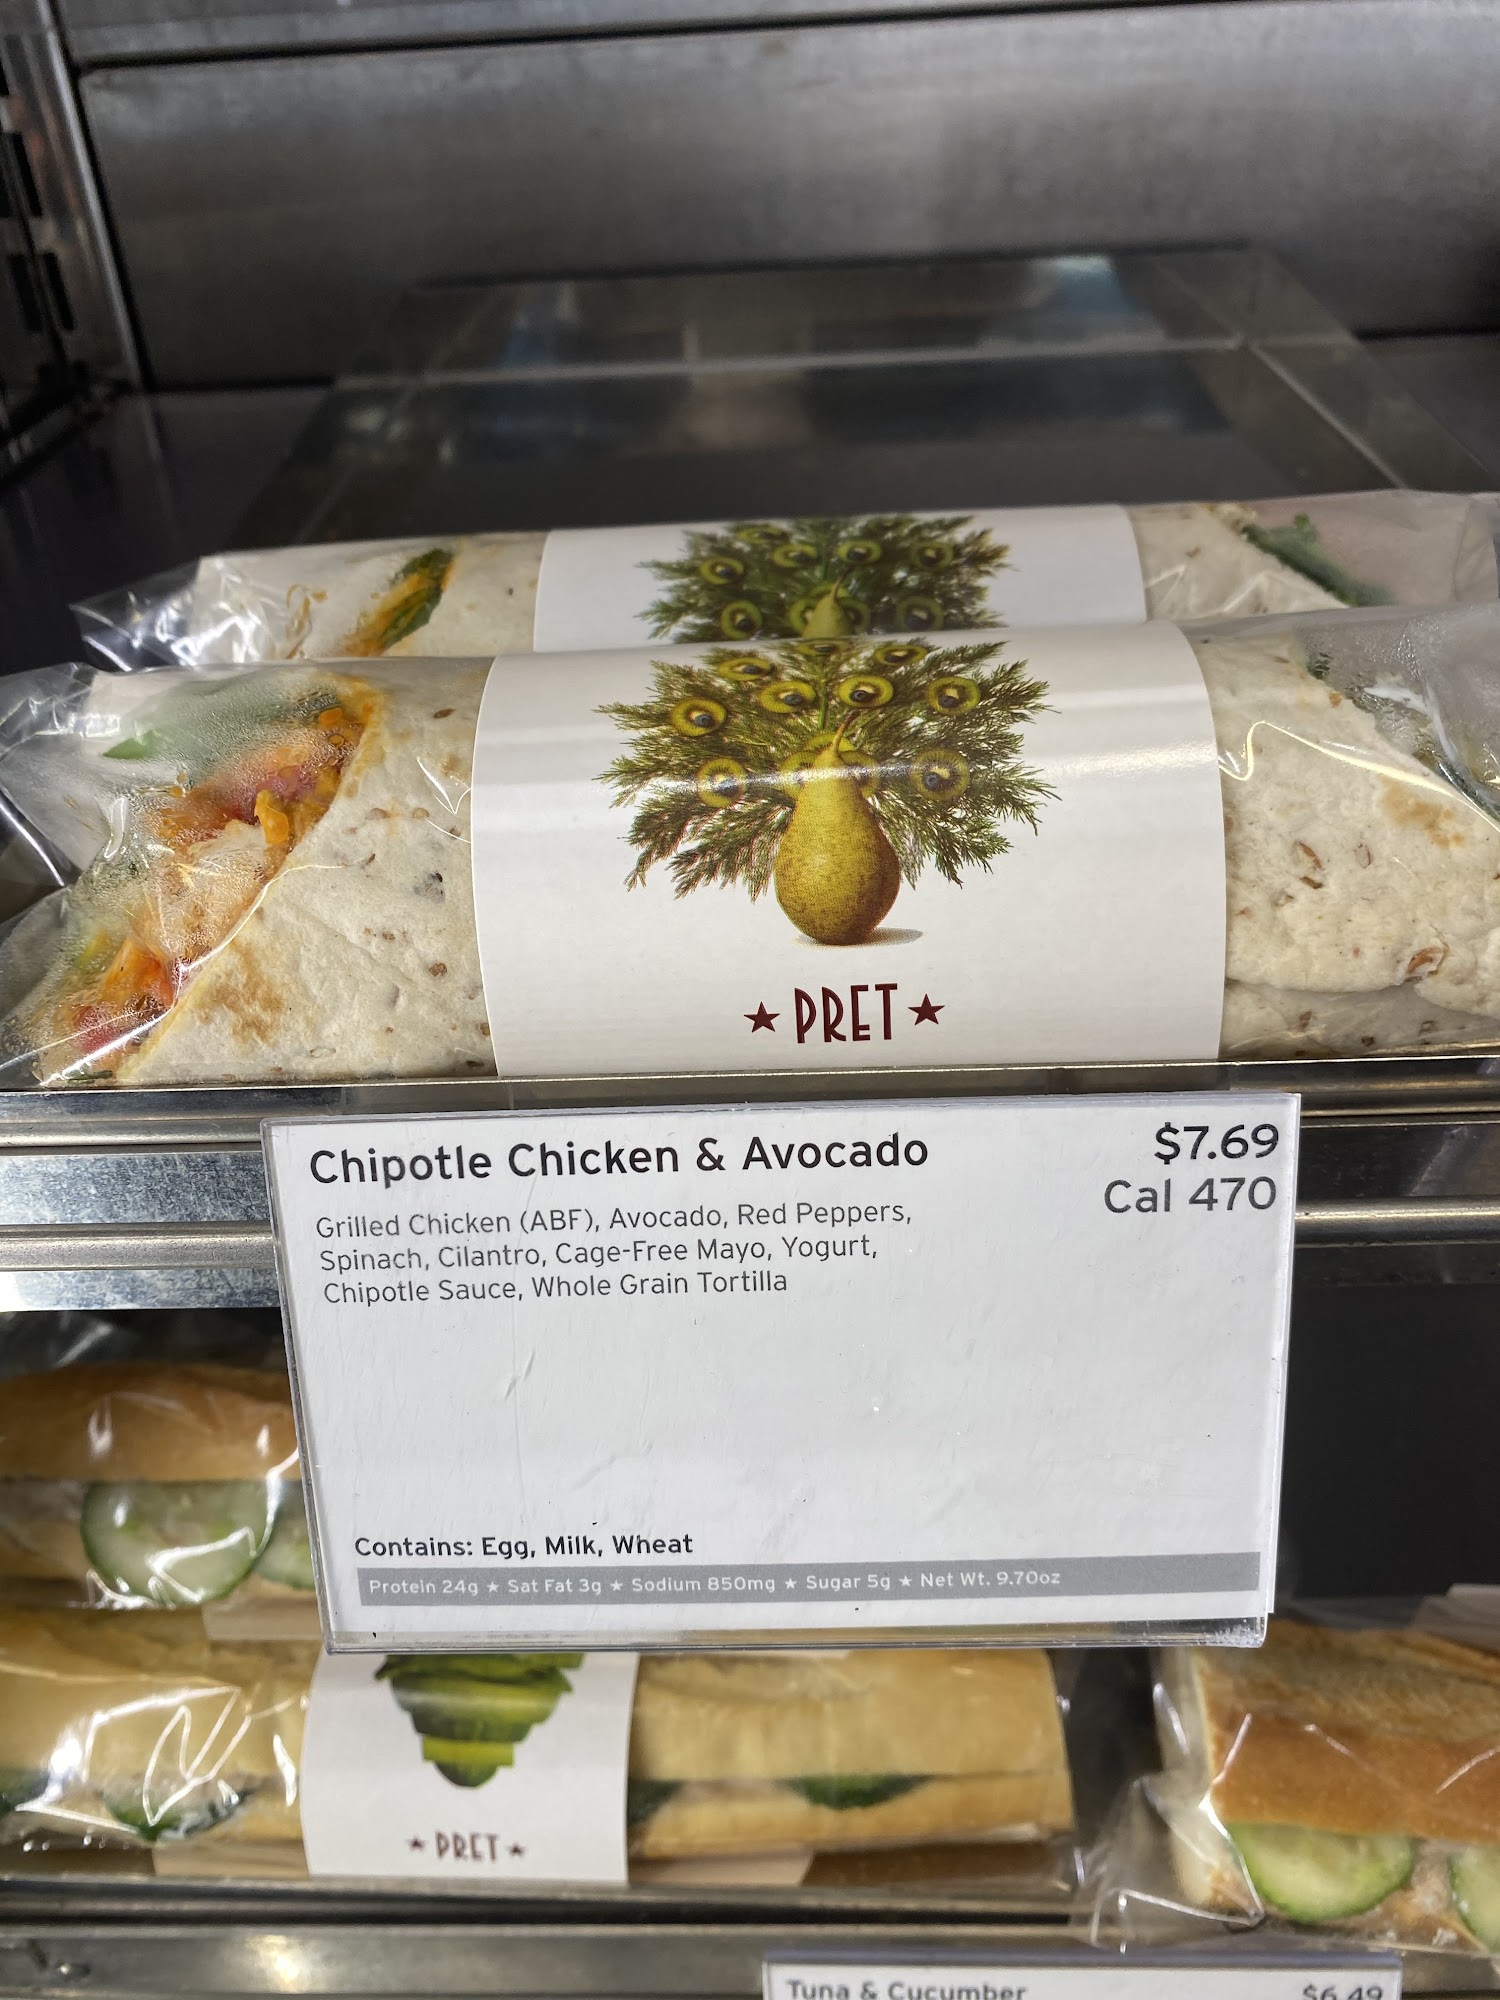 ★ PRET ★
Chipotle Chicken & Avocado
$7.69
Cal 470
Grilled Chicken (ABF), Avocado, Red Peppers,
Spinach, Cilantro, Cage-Free Mayo, Yogurt,
Chipotle Sauce, Whole Grain Tortilla
Contains: Egg, Milk, Wheat
Protein 24g ★ Sat Fat 3g ★ Sodium 850mg ★ Sugar 5g ★ Net Wt. 9.70oz
★ PRET ★
Tuna & Cucumber
$6.49